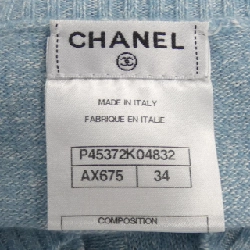 CHANEL
MADE IN ITALY
FABRIQUE EN ITALIE
P45372K04832
AX675 34
COMPOSITION